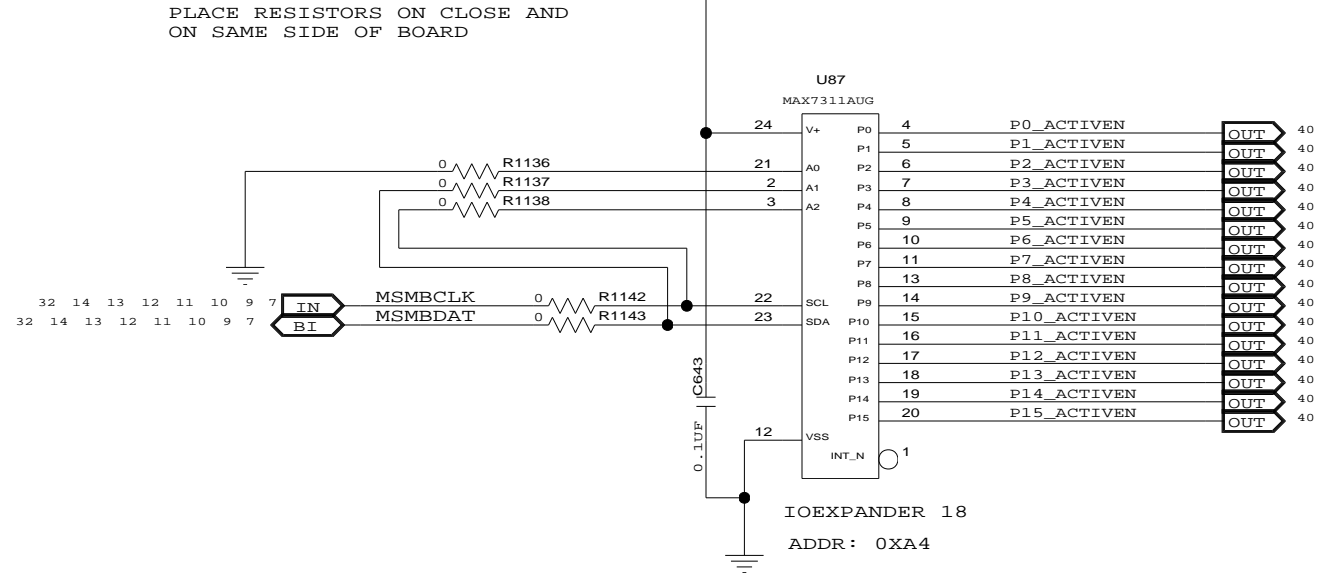 PLACE RESISTORS ON CLOSE AND
ON SAME SIDE OF BOARD
U87
MAX7311AUG
24 V+ P0 4 P0_ACTIVEN OUT 40
P1 5 P1_ACTIVEN OUT 40
0 R1136 21 A0 P2 6 P2_ACTIVEN OUT 40
0 R1137 2 A1 P3 7 P3_ACTIVEN OUT 40
0 R1138 3 A2 P4 8 P4_ACTIVEN OUT 40
P5 9 P5_ACTIVEN OUT 40
P6 10 P6_ACTIVEN OUT 40
P7 11 P7_ACTIVEN OUT 40
P8 13 P8_ACTIVEN OUT 40
32 14 13 12 11 10 9 7 IN MSMBCLK 0 R1142 22 SCL P9 14 P9_ACTIVEN OUT 40
32 14 13 12 11 10 9 7 BI MSMBDAT 0 R1143 23 SDA P10 15 P10_ACTIVEN OUT 40
P11 16 P11_ACTIVEN OUT 40
P12 17 P12_ACTIVEN OUT 40
P13 18 P13_ACTIVEN OUT 40
P14 19 P14_ACTIVEN OUT 40
P15 20 P15_ACTIVEN OUT 40
C643
0.1UF
12 VSS
INT_N 1
IOEXPANDER 18
ADDR: 0XA4